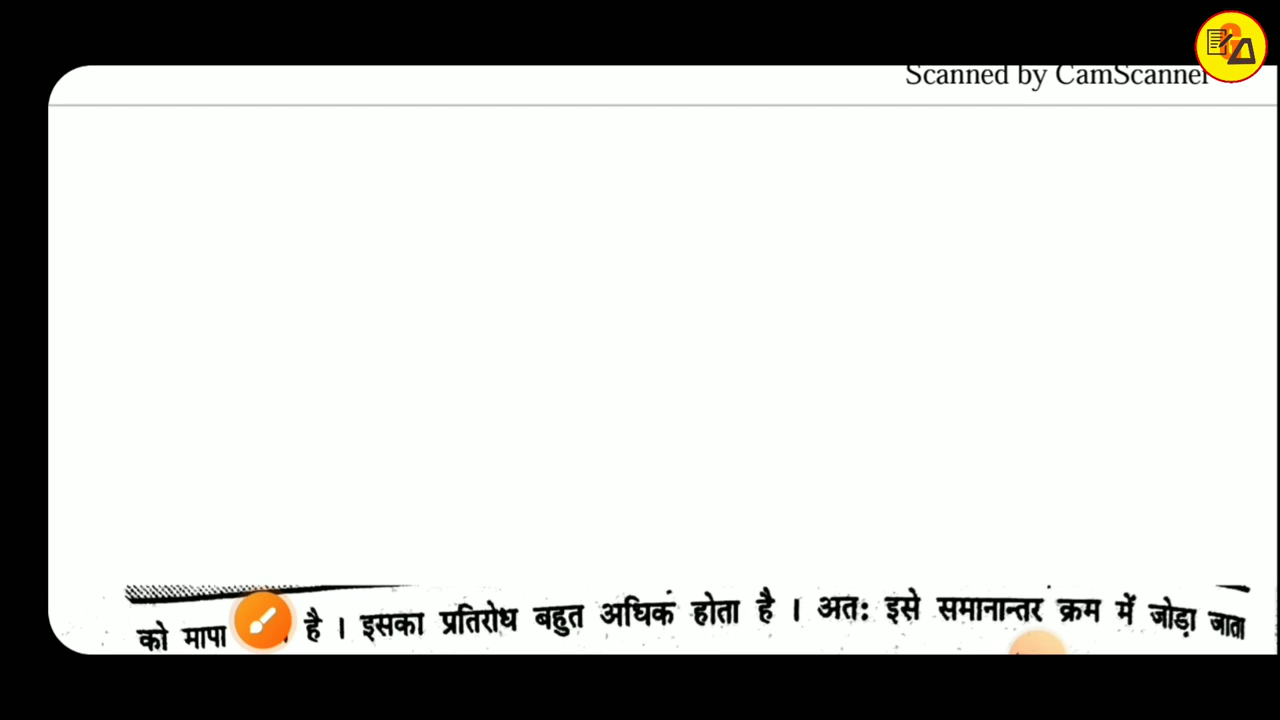 Scanned by CamScanner
को मापा है । इसका प्रतिरोध बहुत अधिक होता है । अतः इसे समानान्तर क्रम में जोड़ा जाता